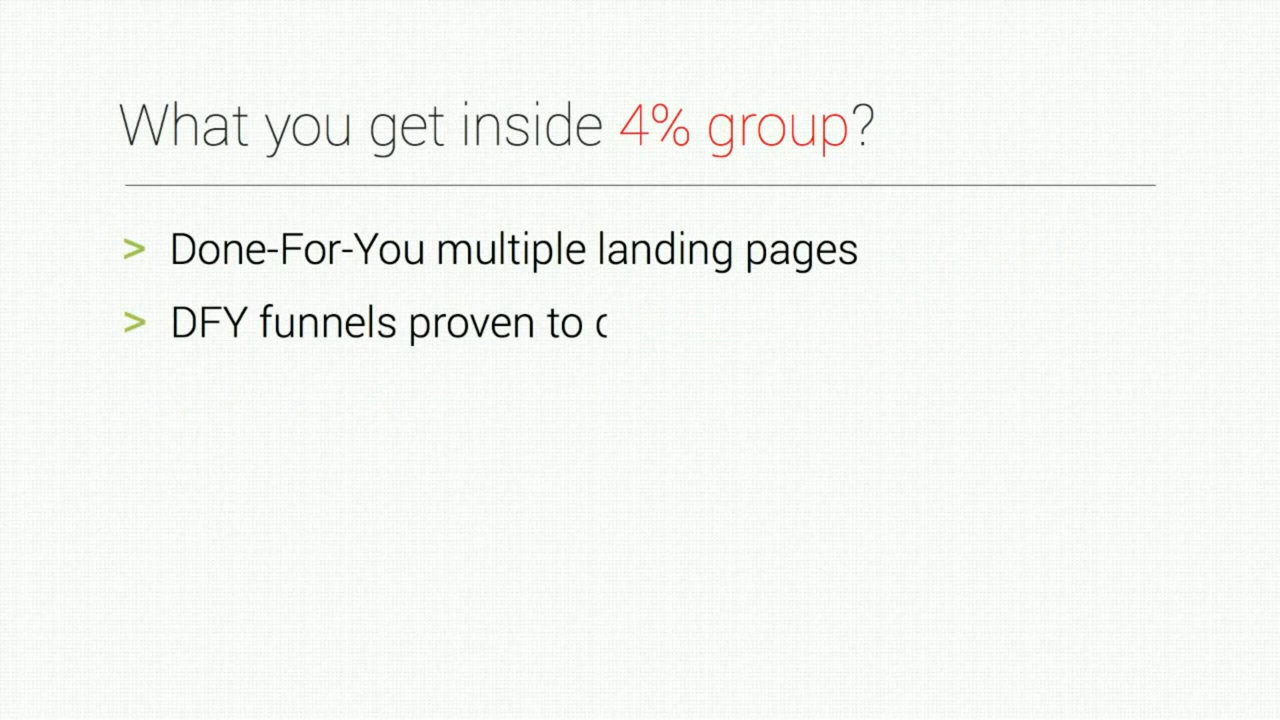 What you get inside 4% group?
> Done-For-You multiple landing pages
> DFY funnels proven to